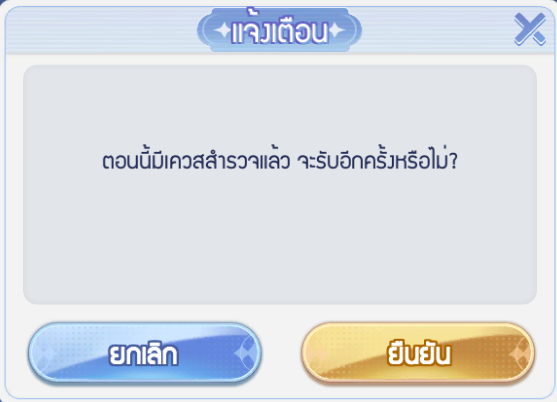 แจ้งเตือน
ตอนนี้มีเควสสำรวจแล้ว จะรับอีกครั้งหรือไม่?
ยกเลิก
ยืนยัน